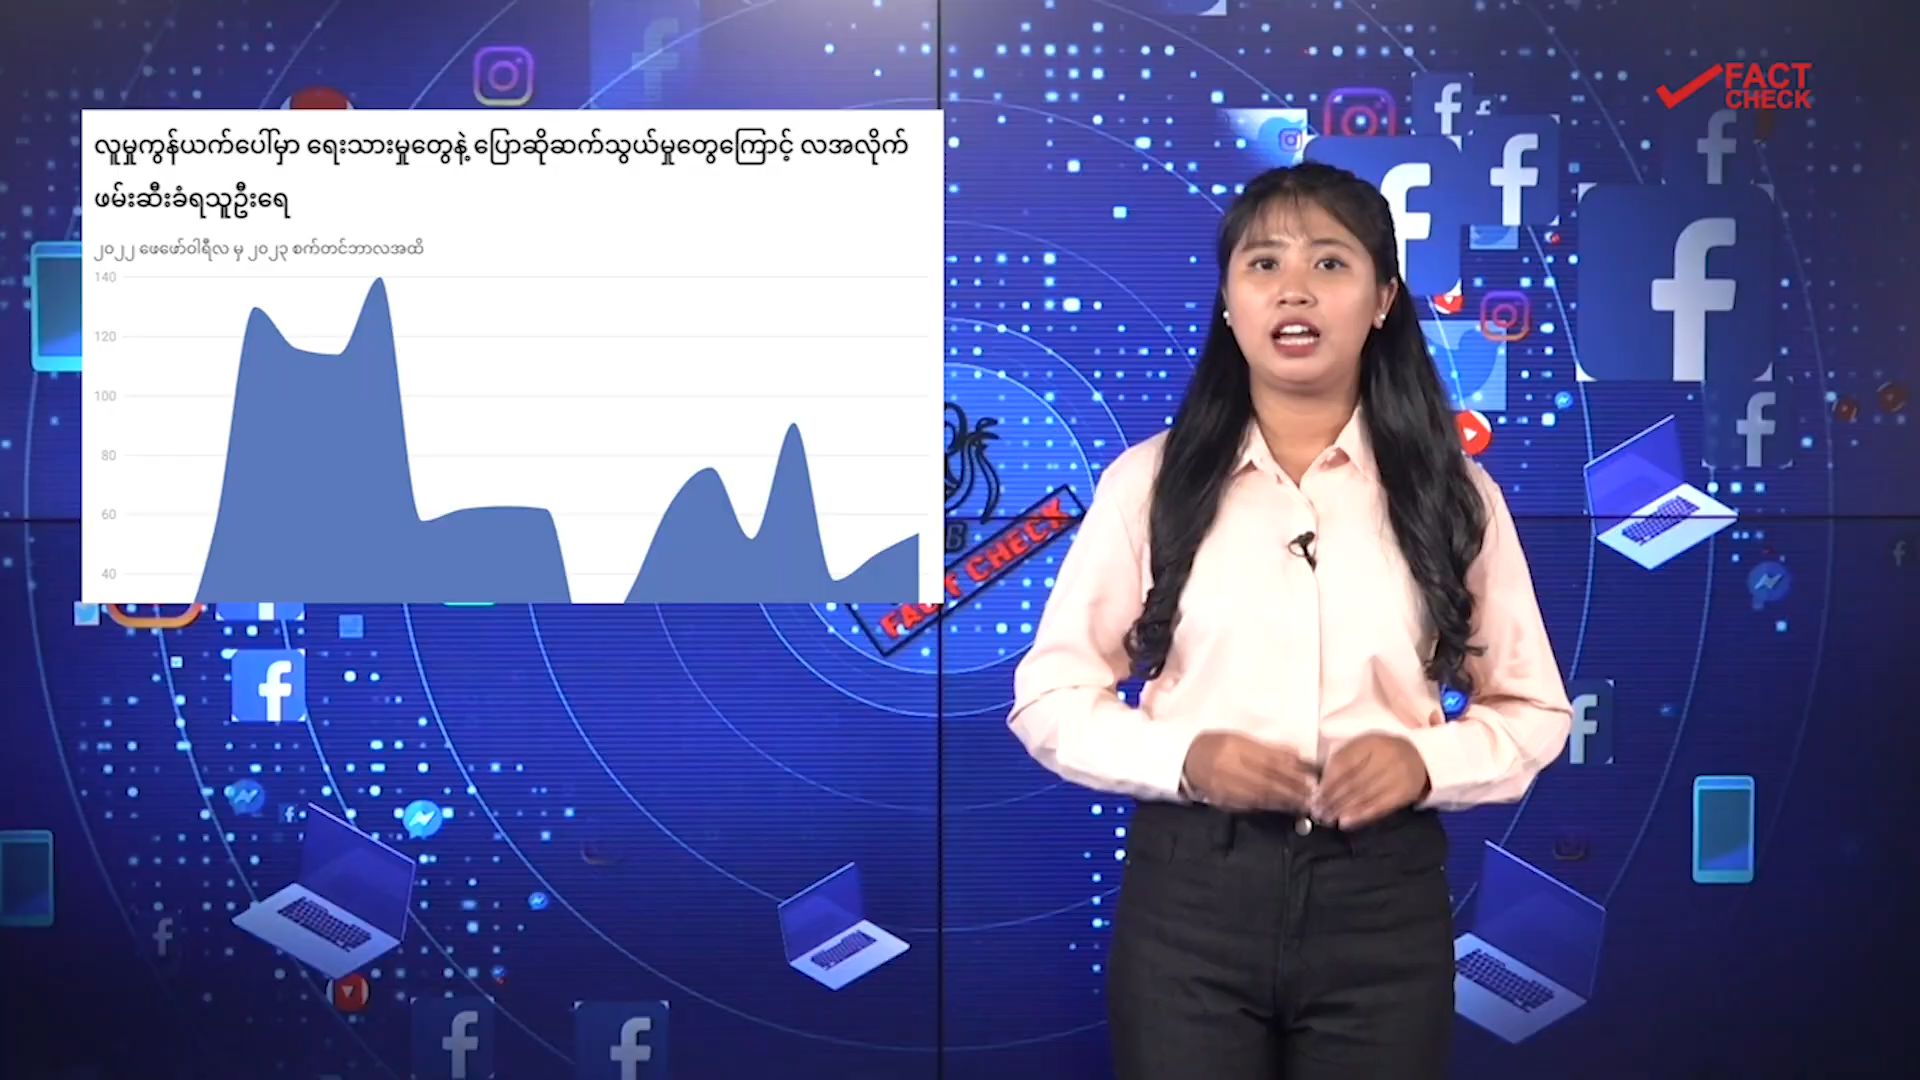 FACT
CHECK
လူမှုကွန်ယက်ပေါ်မှာ ရေးသားမှုတွေနဲ့ ပြောဆိုဆက်သွယ်မှုတွေကြောင့် လအလိုက်
ဖမ်းဆီးခံရသူဦးရေ
၂၀၂၂ ဖေဖော်ဝါရီလ မှ ၂၀၂၃ စက်တင်ဘာလအထိ
140
120
100
80
60
40
FACT CHECK